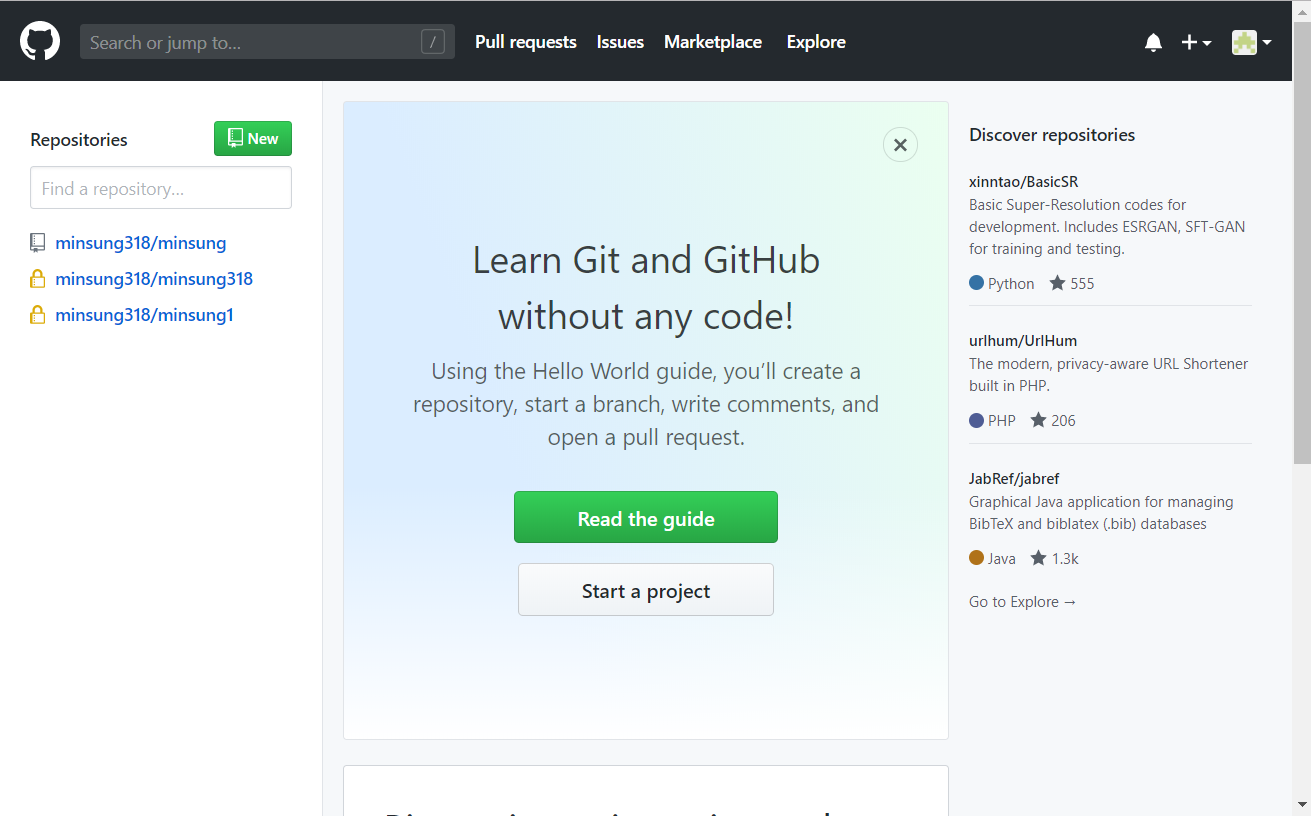 Search or jump to... /
Pull requests Issues Marketplace Explore
Repositories
New
Find a repository...
minsung318/minsung
minsung318/minsung318
minsung318/minsung1
Learn Git and GitHub
without any code!
Using the Hello World guide, you’ll create a
repository, start a branch, write comments, and
open a pull request.
Read the guide
Start a project
Discover repositories
xinntao/BasicSR
Basic Super-Resolution codes for
development. Includes ESRGAN, SFT-GAN
for training and testing.
Python 555
urlhum/UrlHum
The modern, privacy-aware URL Shortener
built in PHP.
PHP 206
JabRef/jabref
Graphical Java application for managing
BibTeX and biblatex (.bib) databases
Java 1.3k
Go to Explore →